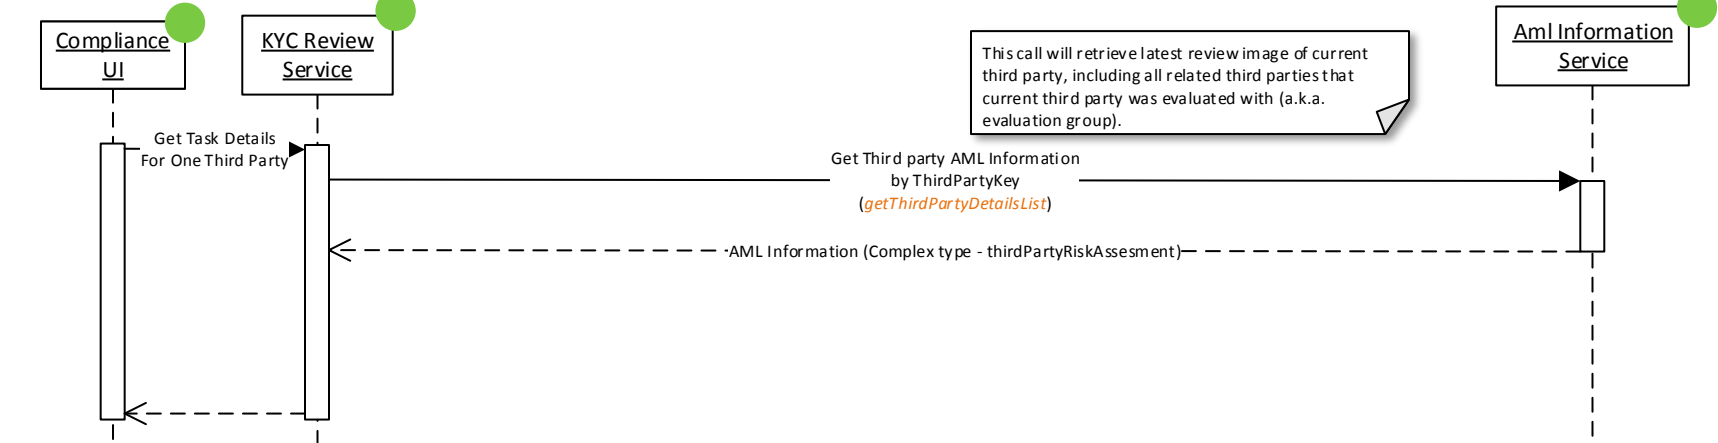 Compliance
UI
KYC Review
Service
This call will retrieve latest review image of current
third party, including all related third parties that
current third party was evaluated with (a.k.a.
evaluation group).
Aml Information
Service
Get Task Details
For One Third Party
Get Third party AML Information
by ThirdPartyKey
(getThirdPartyDetailsList)
AML Information (Complex type - thirdPartyRiskAssesment)